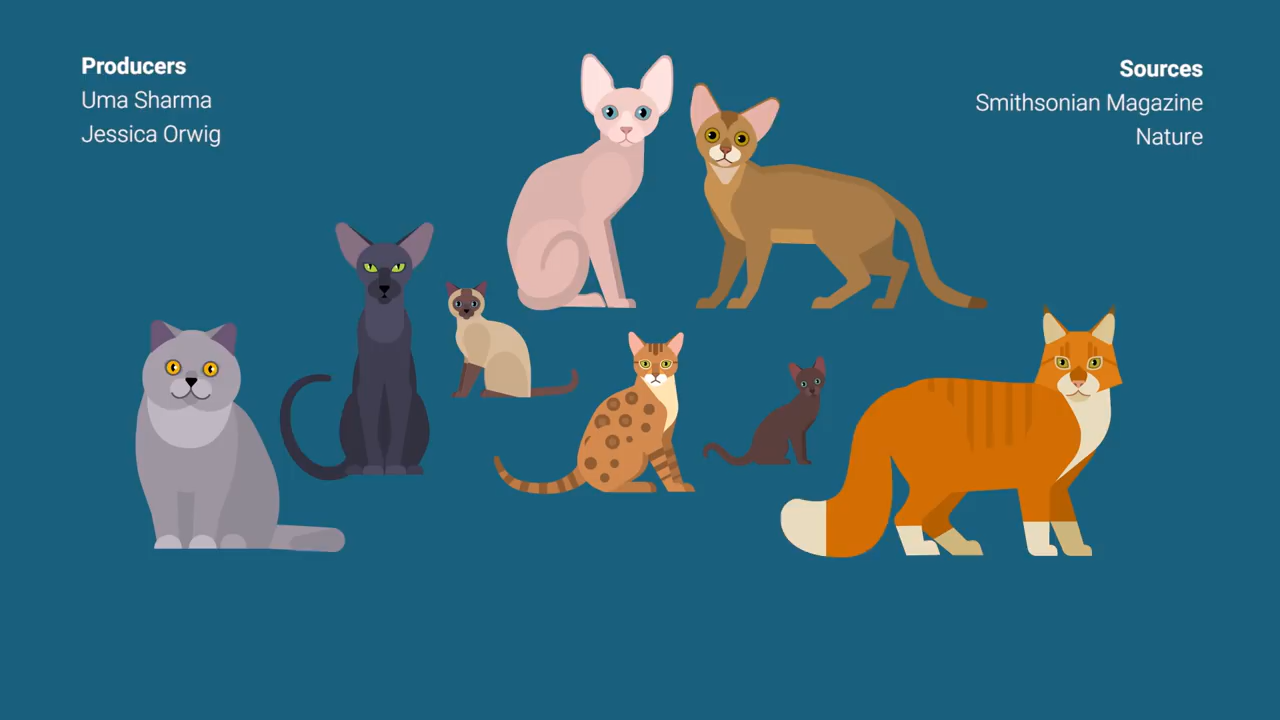 Producers
Uma Sharma
Jessica Orwig
Sources
Smithsonian Magazine
Nature